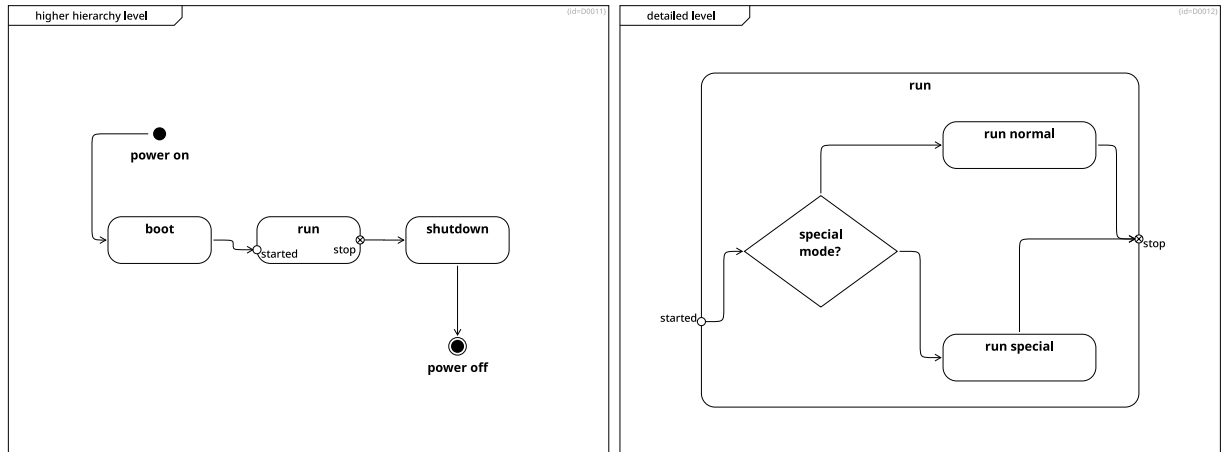 higher hierarchy level
(id=D0011)
power on
boot
run
started
stop
shutdown
power off
detailed level
(id=D0012)
run
run normal
special
mode?
started
stop
run special